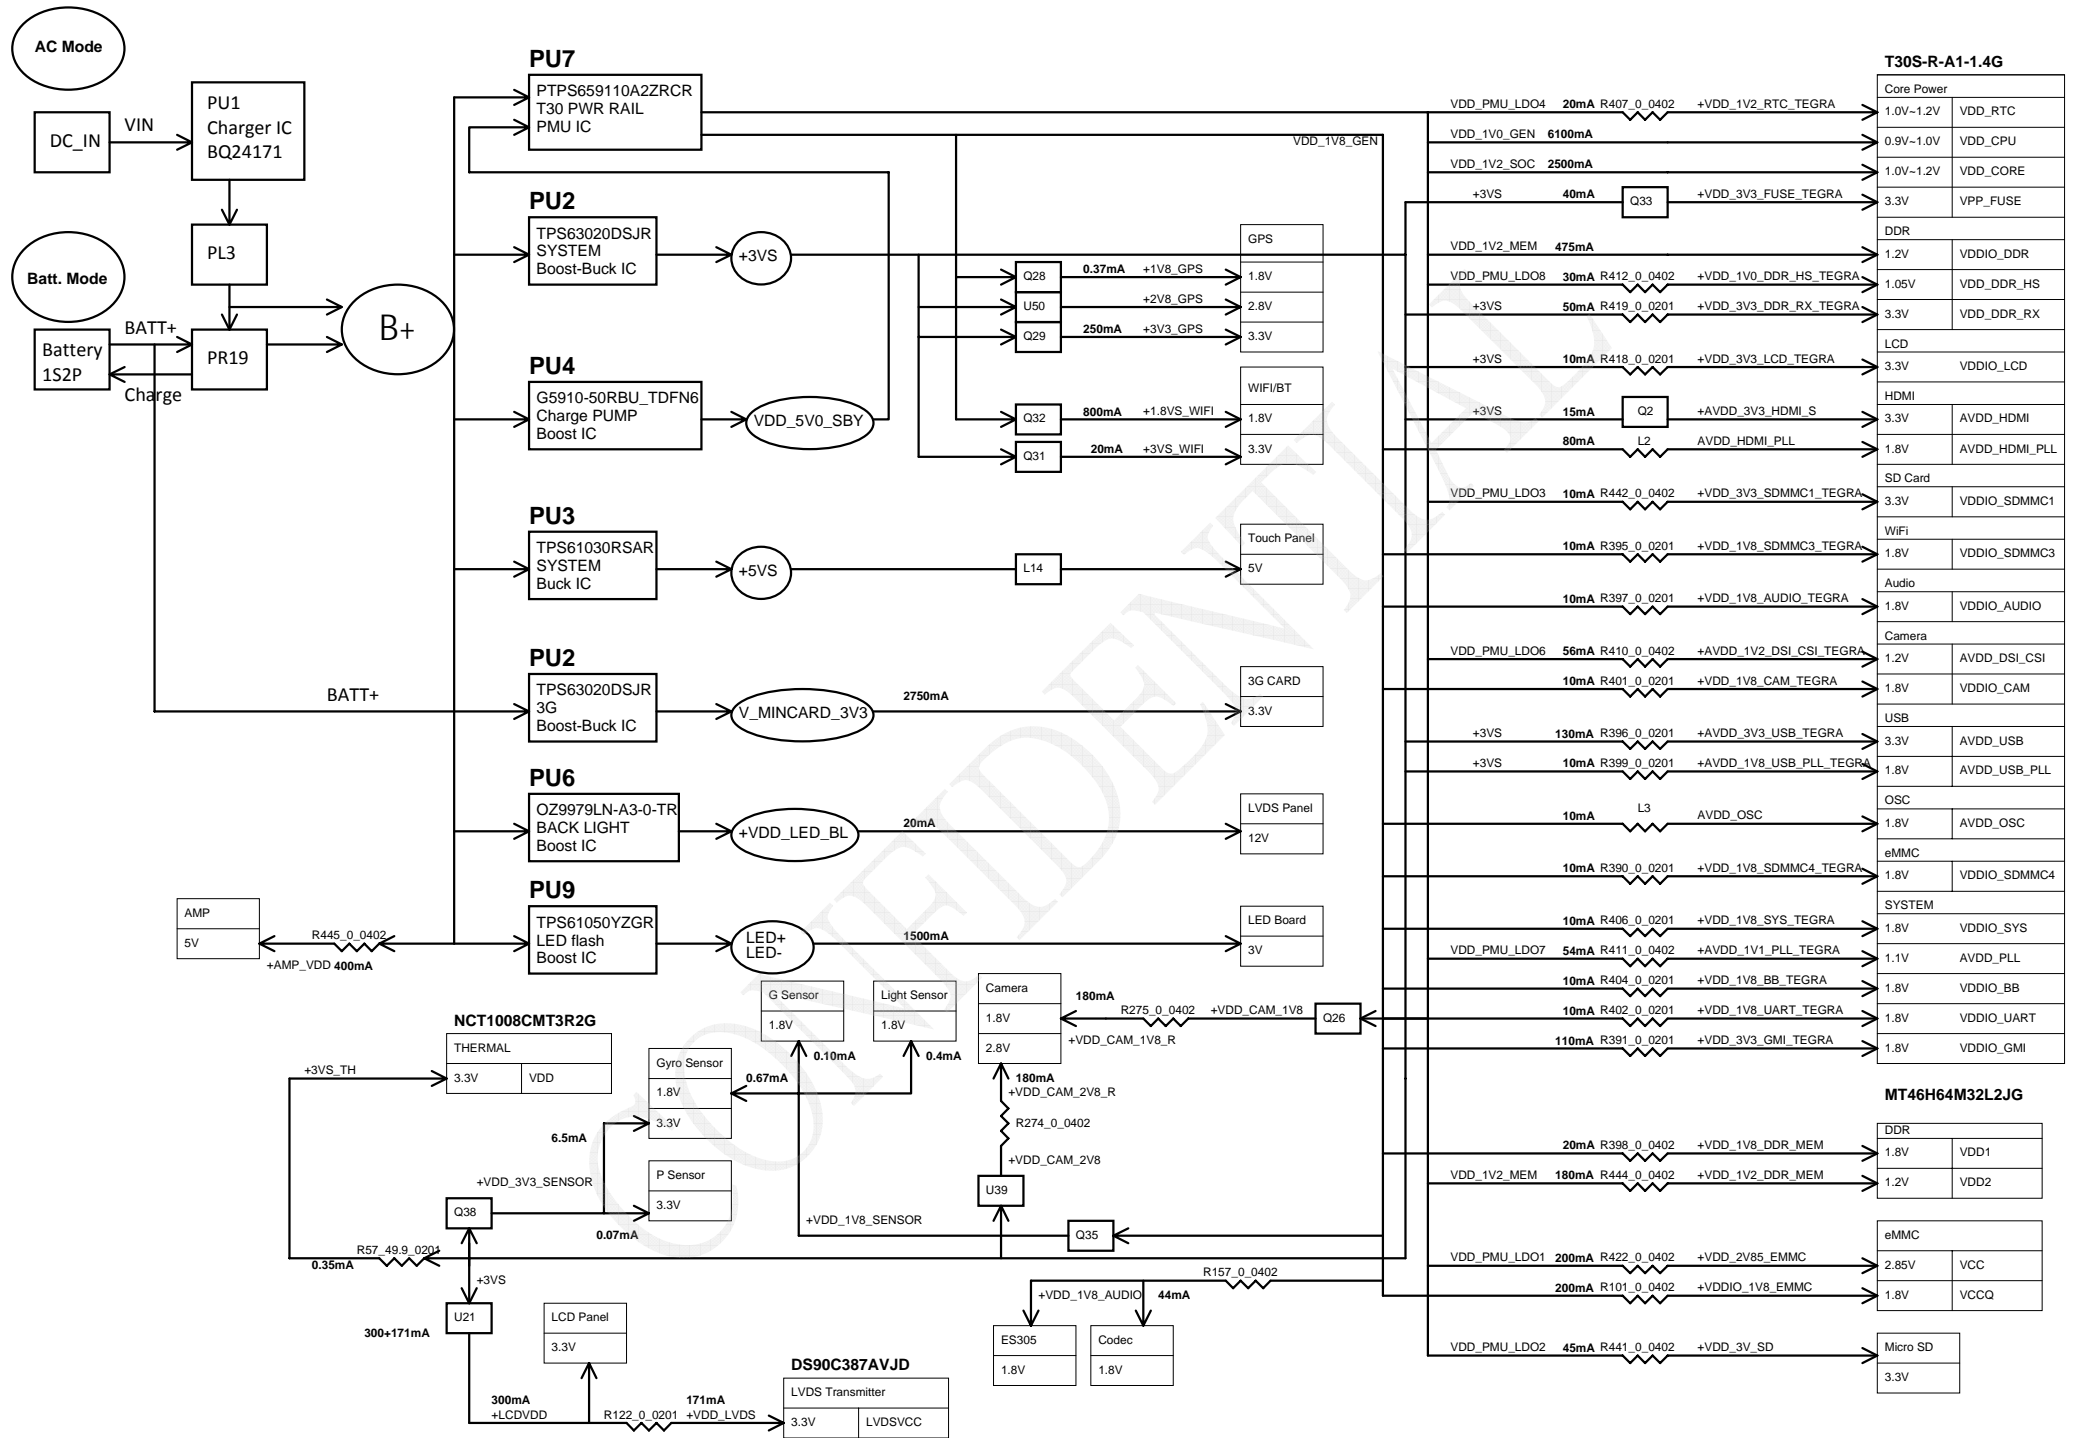 AC Mode
DC_IN
VIN
PU1
Charger IC
BQ24171
PL3
Batt. Mode
Battery
1S2P
BATT+
Charge
PR19
B+
PU7
PTPS659110A2ZRCR
T30 PWR RAIL
PMU IC
VDD_1V8_GEN
PU2
TPS63020DSJR
SYSTEM
Boost-Buck IC
+3VS
PU4
G5910-50RBU_TDFN6
Charge PUMP
Boost IC
VDD_5V0_SBY
PU3
TPS61030RSAR
SYSTEM
Buck IC
+5VS
L14
Touch Panel
5V
BATT+
PU2
TPS63020DSJR
3G
Boost-Buck IC
V_MINCARD_3V3
2750mA
3G CARD
3.3V
PU6
OZ9979LN-A3-0-TR
BACK LIGHT
Boost IC
+VDD_LED_BL
20mA
LVDS Panel
12V
PU9
TPS61050YZGR
LED flash
Boost IC
LED+
LED-
1500mA
LED Board
3V
GPS
Q28 0.37mA +1V8_GPS 1.8V
U50 +2V8_GPS 2.8V
Q29 250mA +3V3_GPS 3.3V
WIFI/BT
Q32 800mA +1.8VS_WIFI 1.8V
Q31 20mA +3VS_WIFI 3.3V
AMP
5V
R445_0_0402
+AMP_VDD 400mA
NCT1008CMT3R2G
THERMAL
3.3V VDD
+3VS_TH
G Sensor
1.8V
0.10mA
Light Sensor
1.8V
0.4mA
Gyro Sensor
1.8V
3.3V
0.67mA
6.5mA
P Sensor
3.3V
0.07mA
+VDD_3V3_SENSOR
Q38
R57_49.9_0201
0.35mA
+3VS
U21
300+171mA
LCD Panel
3.3V
300mA
+LCDVDD
R122_0_0201
171mA
+VDD_LVDS
DS90C387AVJD
LVDS Transmitter
3.3V LVDSVCC
Camera
1.8V
2.8V
180mA
R275_0_0402
+VDD_CAM_1V8
Q26
+VDD_CAM_1V8_R
180mA
+VDD_CAM_2V8_R
R274_0_0402
+VDD_CAM_2V8
U39
+VDD_1V8_SENSOR
Q35
R157_0_0402
+VDD_1V8_AUDIO
44mA
ES305
1.8V
Codec
1.8V
T30S-R-A1-1.4G
Core Power
VDD_PMU_LDO4 20mA R407_0_0402 +VDD_1V2_RTC_TEGRA 1.0V~1.2V VDD_RTC
VDD_1V0_GEN 6100mA 0.9V~1.0V VDD_CPU
VDD_1V2_SOC 2500mA 1.0V~1.2V VDD_CORE
+3VS 40mA Q33 +VDD_3V3_FUSE_TEGRA 3.3V VPP_FUSE
DDR
VDD_1V2_MEM 475mA 1.2V VDDIO_DDR
VDD_PMU_LDO8 30mA R412_0_0402 +VDD_1V0_DDR_HS_TEGRA 1.05V VDD_DDR_HS
+3VS 50mA R419_0_0201 +VDD_3V3_DDR_RX_TEGRA 3.3V VDD_DDR_RX
LCD
+3VS 10mA R418_0_0201 +VDD_3V3_LCD_TEGRA 3.3V VDDIO_LCD
HDMI
+3VS 15mA Q2 +AVDD_3V3_HDMI_S 3.3V AVDD_HDMI
80mA L2 AVDD_HDMI_PLL 1.8V AVDD_HDMI_PLL
SD Card
VDD_PMU_LDO3 10mA R442_0_0402 +VDD_3V3_SDMMC1_TEGRA 3.3V VDDIO_SDMMC1
WiFi
10mA R395_0_0201 +VDD_1V8_SDMMC3_TEGRA 1.8V VDDIO_SDMMC3
Audio
10mA R397_0_0201 +VDD_1V8_AUDIO_TEGRA 1.8V VDDIO_AUDIO
Camera
VDD_PMU_LDO6 56mA R410_0_0402 +AVDD_1V2_DSI_CSI_TEGRA 1.2V AVDD_DSI_CSI
10mA R401_0_0201 +VDD_1V8_CAM_TEGRA 1.8V VDDIO_CAM
USB
+3VS 130mA R396_0_0201 +AVDD_3V3_USB_TEGRA 3.3V AVDD_USB
+3VS 10mA R399_0_0201 +AVDD_1V8_USB_PLL_TEGRA 1.8V AVDD_USB_PLL
OSC
10mA L3 AVDD_OSC 1.8V AVDD_OSC
eMMC
10mA R390_0_0201 +VDD_1V8_SDMMC4_TEGRA 1.8V VDDIO_SDMMC4
SYSTEM
10mA R406_0_0201 +VDD_1V8_SYS_TEGRA 1.8V VDDIO_SYS
VDD_PMU_LDO7 54mA R411_0_0402 +AVDD_1V1_PLL_TEGRA 1.1V AVDD_PLL
10mA R404_0_0201 +VDD_1V8_BB_TEGRA 1.8V VDDIO_BB
10mA R402_0_0201 +VDD_1V8_UART_TEGRA 1.8V VDDIO_UART
110mA R391_0_0201 +VDD_3V3_GMI_TEGRA 1.8V VDDIO_GMI
MT46H64M32L2JG
DDR
20mA R398_0_0402 +VDD_1V8_DDR_MEM 1.8V VDD1
VDD_1V2_MEM 180mA R444_0_0402 +VDD_1V2_DDR_MEM 1.2V VDD2
eMMC
VDD_PMU_LDO1 200mA R422_0_0402 +VDD_2V85_EMMC 2.85V VCC
200mA R101_0_0402 +VDDIO_1V8_EMMC 1.8V VCCQ
VDD_PMU_LDO2 45mA R441_0_0402 +VDD_3V_SD Micro SD
3.3V
CONFIDENTIAL